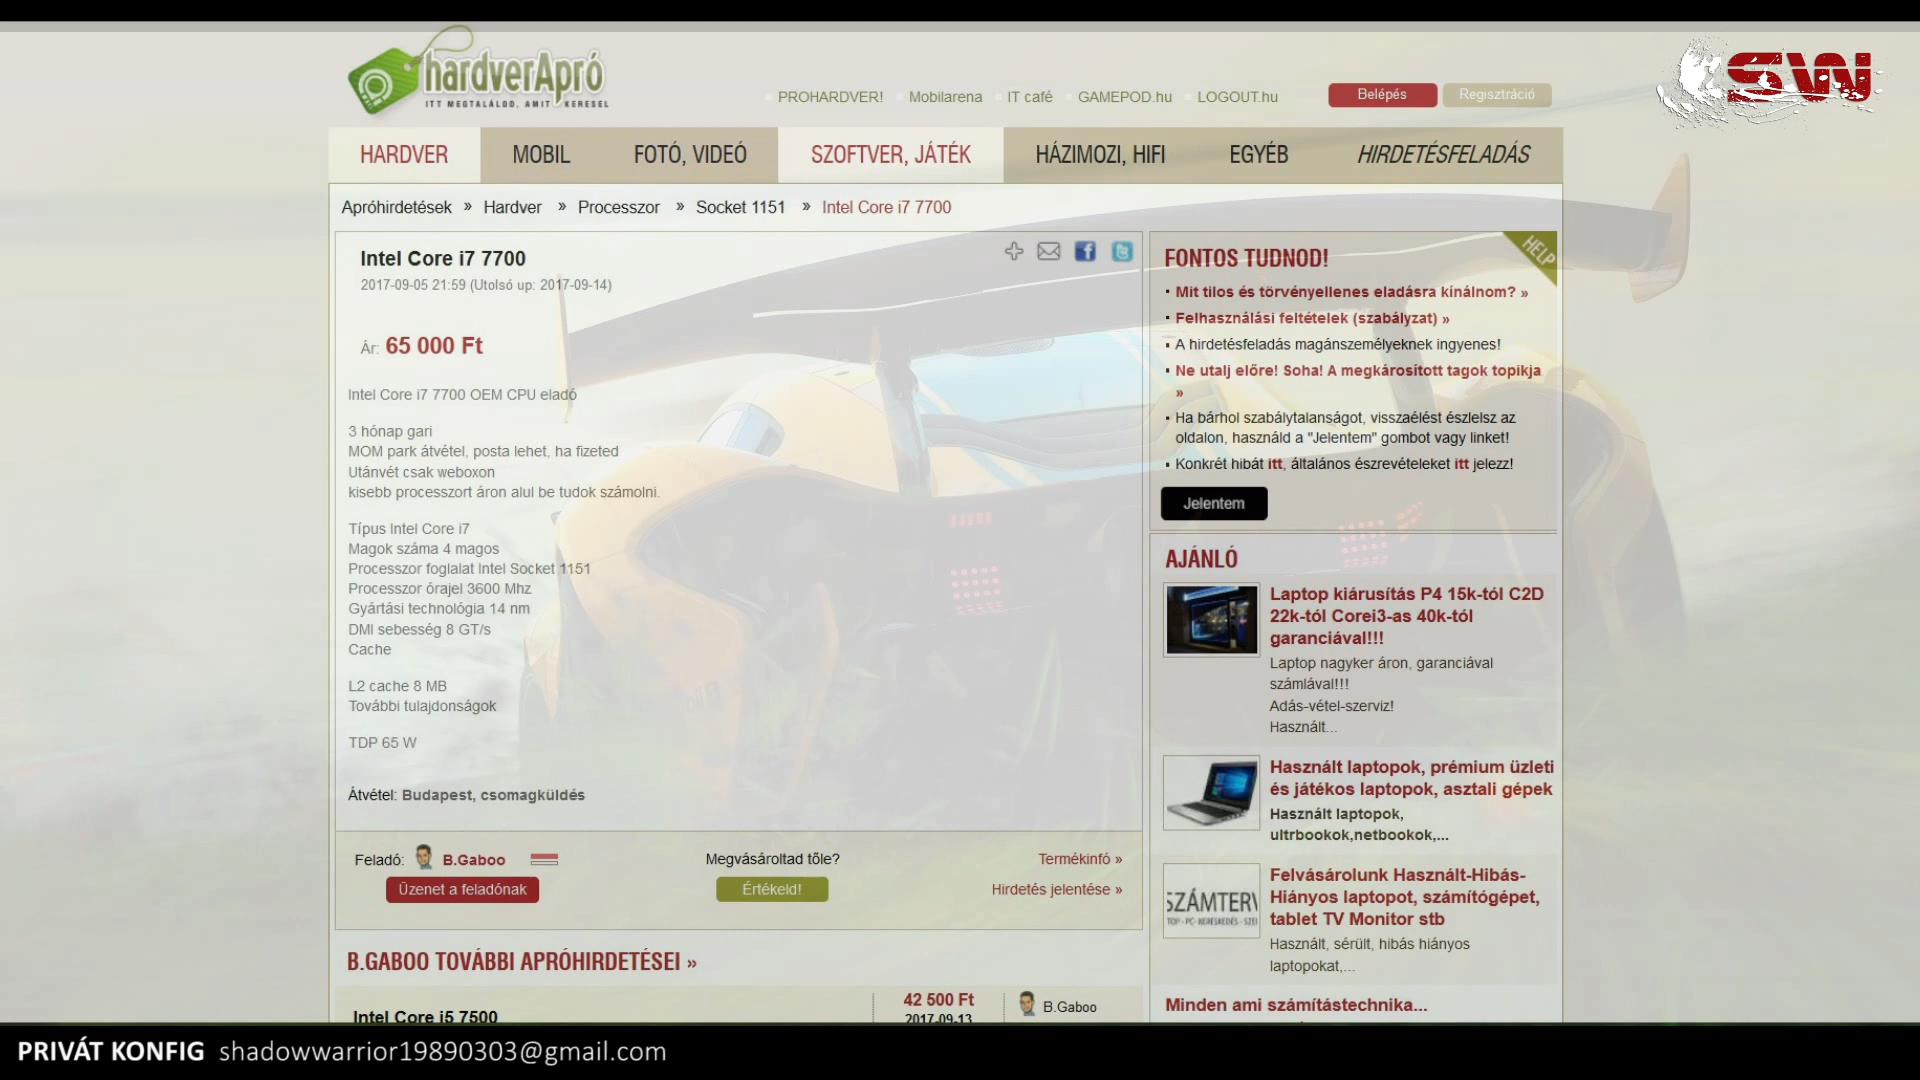 hardverApró
ITT MEGTALÁLOD, AMIT KERESEL
PROHARDVER! Mobilarena IT café GAMEPOD.hu LOGOUT.hu
Belépés Regisztráció
SW
HARDVER MOBIL FOTÓ, VIDEÓ SZOFTVER, JÁTÉK HÁZIMOZI, HIFI EGYÉB HIRDETÉSFELADÁS
Apróhirdetések » Hardver » Processzor » Socket 1151 » Intel Core i7 7700
Intel Core i7 7700
2017-09-05 21:59 (Utolsó up: 2017-09-14)
Ár: 65 000 Ft
Intel Core i7 7700 OEM CPU eladó
3 hónap gari
MOM park átvétel, posta lehet, ha fizeted
Utánvét csak weboxon
kisebb processzort áron alul be tudok számolni.
Típus Intel Core i7
Magok száma 4 magos
Processzor foglalat Intel Socket 1151
Processzor órajel 3600 Mhz
Gyártási technológia 14 nm
DMI sebesség 8 GT/s
Cache
L2 cache 8 MB
További tulajdonságok
TDP 65 W
Átvétel: Budapest, csomagküldés
Feladó: B.Gaboo
Üzenet a feladónak
Megvásároltad tőle?
Értékeld!
Termékinfó »
Hirdetés jelentése »
B.GABOO TOVÁBBI APRÓHIRDETÉSEI »
Intel Core i5 7500
42 500 Ft
2017-09-13
B.Gaboo
HELP
FONTOS TUDNOD!
Mit tilos és törvényellenes eladásra kínálnom? »
Felhasználási feltételek (szabályzat) »
A hirdetésfeladás magánszemélyeknek ingyenes!
Ne utalj előre! Soha! A megkárosított tagok topikja
»
Ha bárhol szabálytalanságot, visszaélést észlelsz az
oldalon, használd a "Jelentem" gombot vagy linket!
Konkrét hibát itt, általános észrevételeket itt jelezz!
Jelentem
AJÁNLÓ
Laptop kiárusítás P4 15k-tól C2D
22k-tól Corei3-as 40k-tól
garanciával!!!
Laptop nagyker áron, garanciával
számlával!!!
Adás-vétel-szerviz!
Használt...
Használt laptopok, prémium üzleti
és játékos laptopok, asztali gépek
Használt laptopok,
ultrbookok,netbookok,...
SZÁMTERV
Felvásárolunk Használt-Hibás-
Hiányos laptopot, számítógépet,
tablet TV Monitor stb
Használt, sérült, hibás hiányos
laptopokat,...
Minden ami számítástechnika...
PRIVÁT KONFIG shadowwarrior19890303@gmail.com